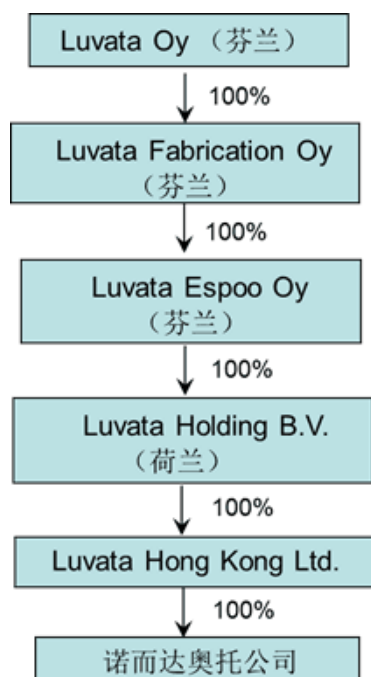 Luvata Oy （芬兰）
100%
Luvata Fabrication Oy
（芬兰）
100%
Luvata Espoo Oy
（芬兰）
100%
Luvata Holding B.V.
（荷兰）
100%
Luvata Hong Kong Ltd.
100%
诺而达奥托公司